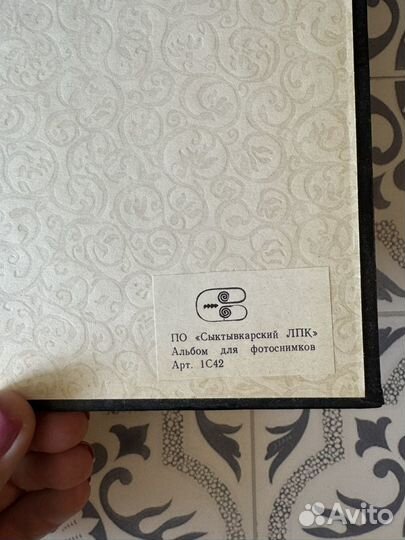 ПО «Сыктывкарский ЛПК»
Альбом для фотоснимков
Арт. 1С42
Avito